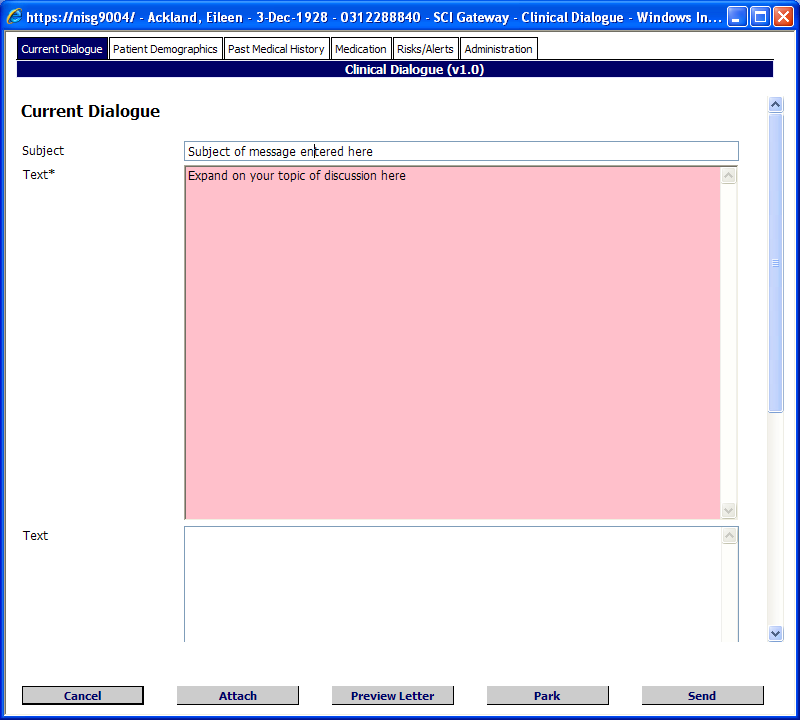 https://nisg9004/ - Ackland, Eileen - 3-Dec-1928 - 0312288840 - SCI Gateway - Clinical Dialogue - Windows In...
Current Dialogue Patient Demographics Past Medical History Medication Risks/Alerts Administration
Clinical Dialogue (v1.0)
Current Dialogue
Subject Subject of message entered here
Text* Expand on your topic of discussion here
Text
Cancel Attach Preview Letter Park Send